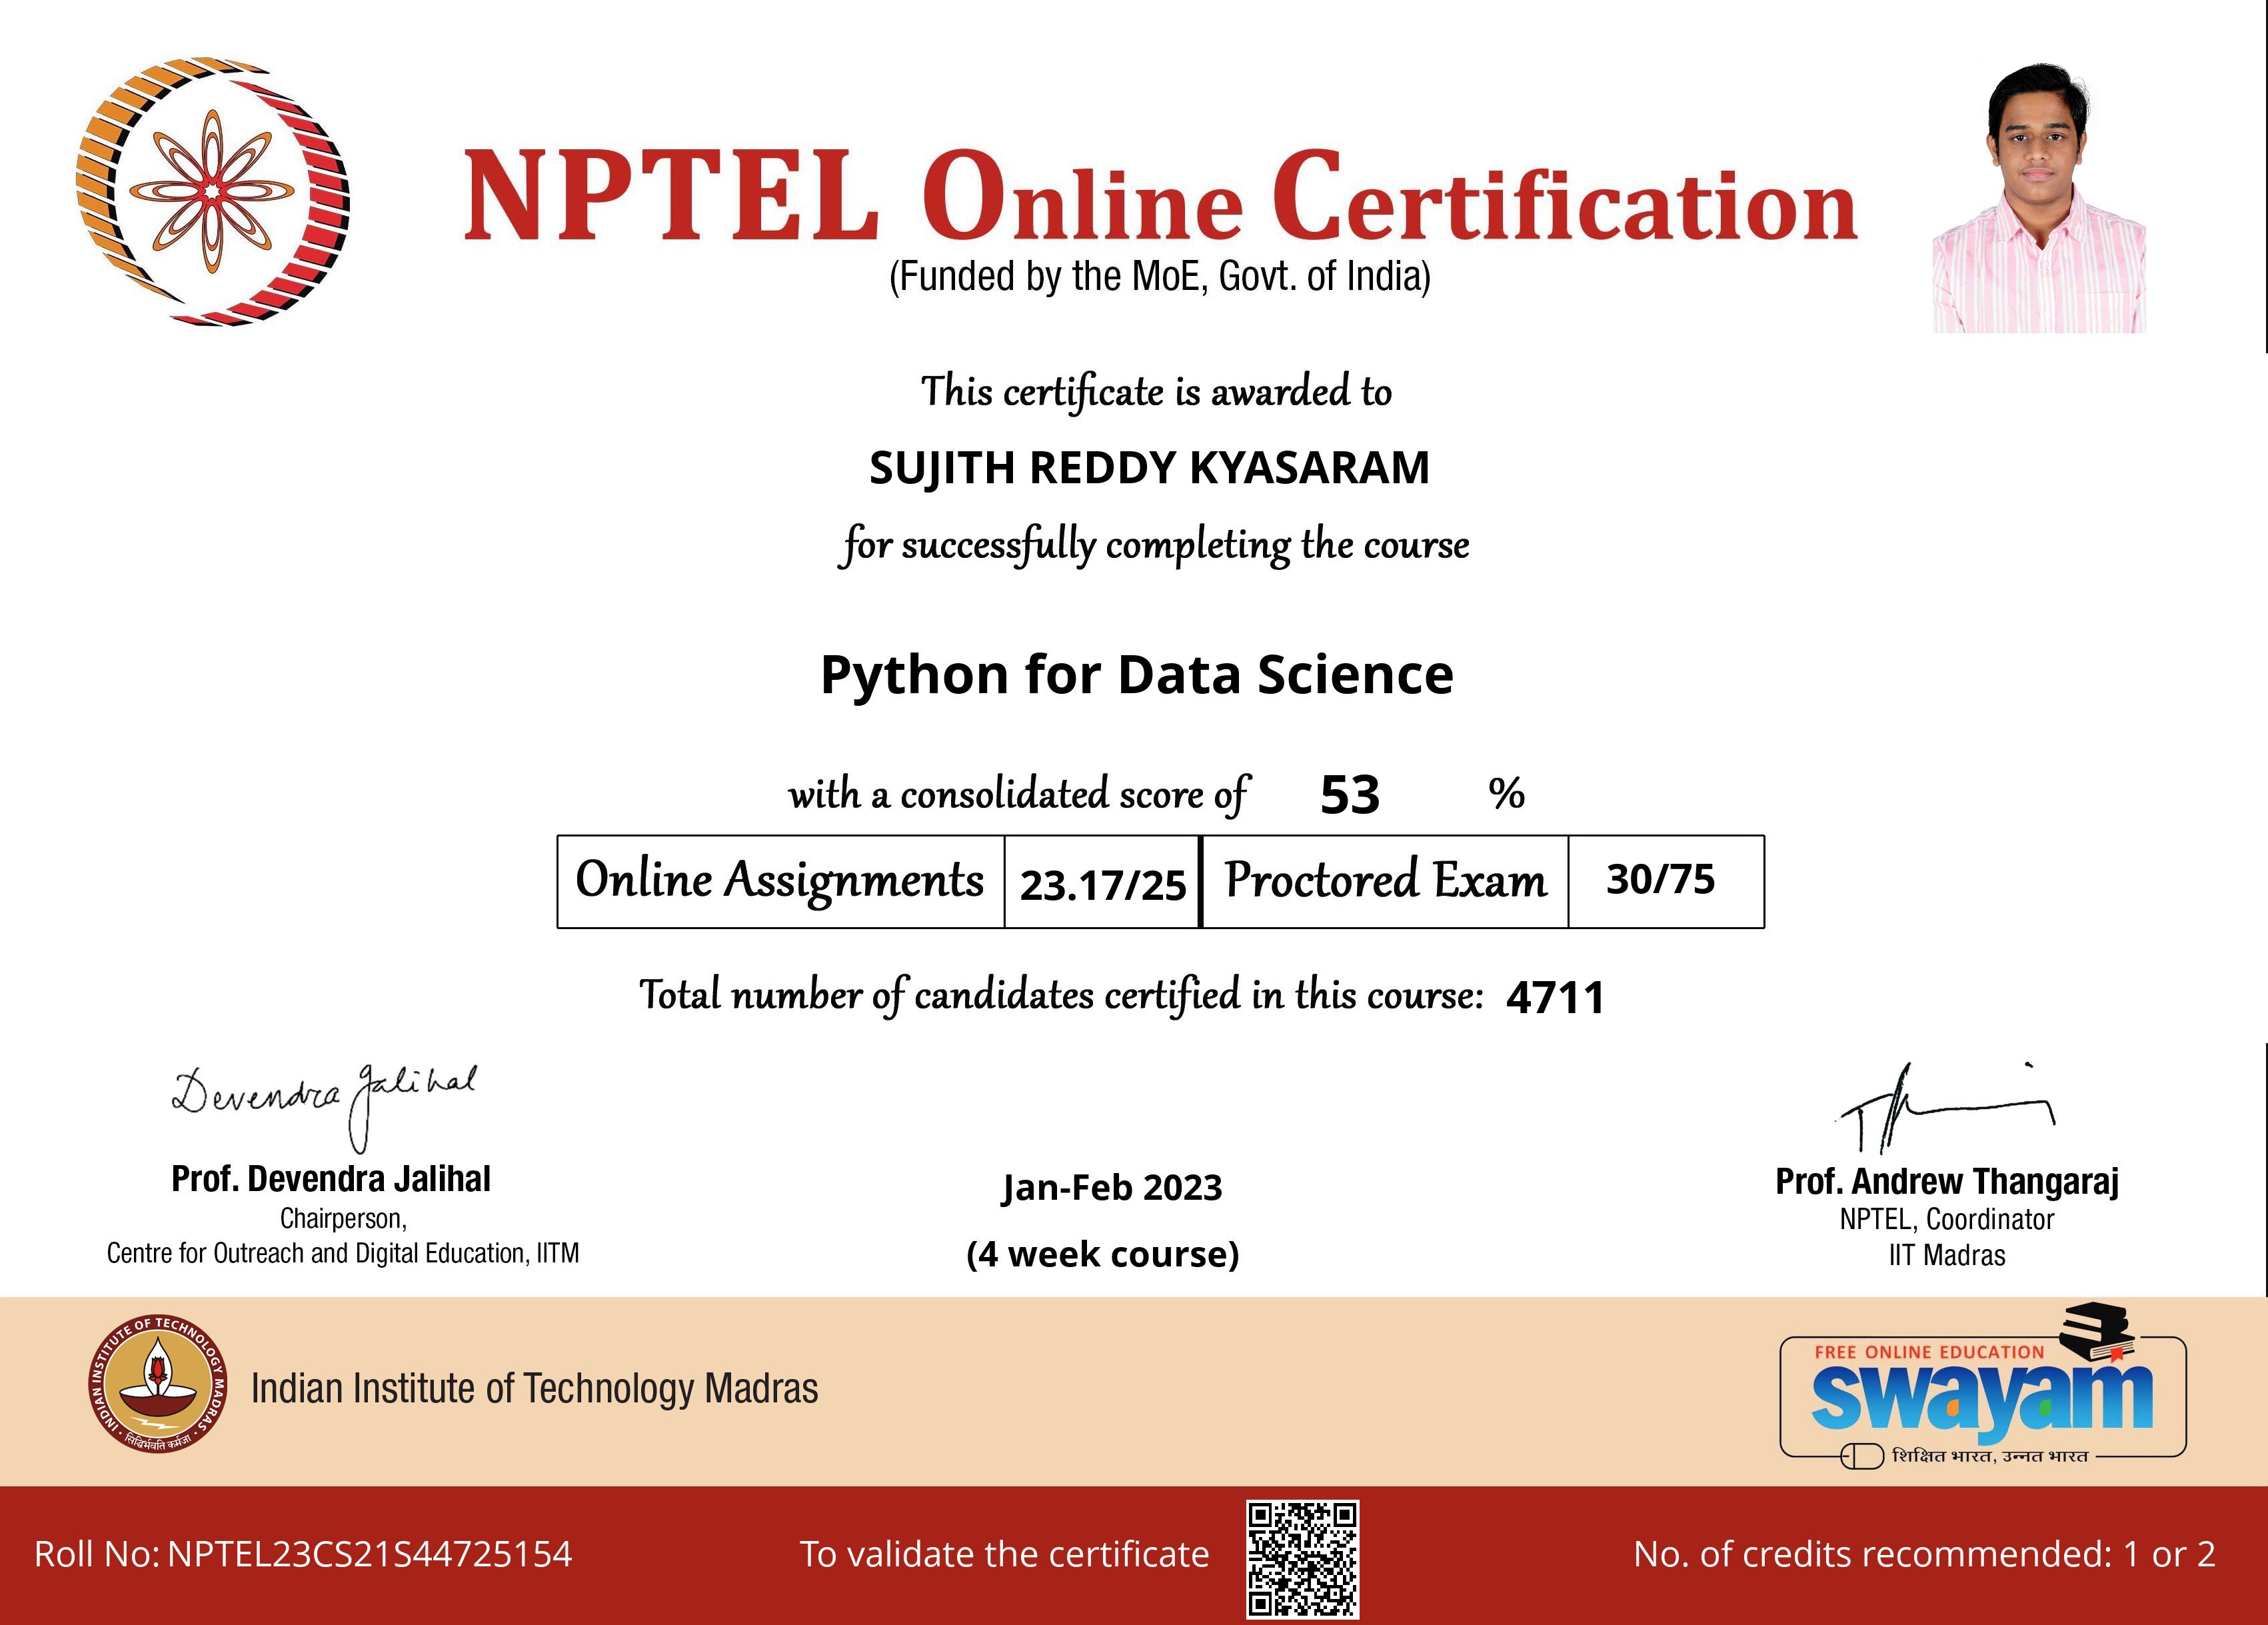 NPTEL Online Certification
(Funded by the MoE, Govt. of India)
This certificate is awarded to
SUJITH REDDY KYASARAM
for successfully completing the course
Python for Data Science
with a consolidated score of 53 %
Online Assignments 23.17/25 Proctored Exam 30/75
Total number of candidates certified in this course: 4711
Devendra Jalihal
Prof. Devendra Jalihal
Chairperson,
Centre for Outreach and Digital Education, IITM
Jan-Feb 2023
(4 week course)
Prof. Andrew Thangaraj
NPTEL, Coordinator
IIT Madras
INDIAN INSTITUTE OF TECHNOLOGY MADRAS
सिद्धिर्भवति कर्मजा
Indian Institute of Technology Madras
FREE ONLINE EDUCATION
swayam
शिक्षित भारत, उन्नत भारत
Roll No: NPTEL23CS21S44725154
To validate the certificate
No. of credits recommended: 1 or 2